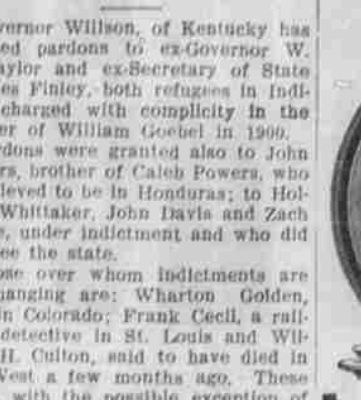 vernor Willson, of Kentucky has
ed pardons to ex-Governor W.
aylor and ex-Secretary of State
es Finley, both refugees in Indi-
charged with complicity in the
er of William Goebel in 1900.
rdons were granted also to John
rs, brother of Caleb Powers, who
lieved to be in Honduras; to Hol-
Whittaker, John Davis and Zach
e, under indictment and who did
ee the state.
ose over whom indictments are
hanging are: Wharton Golden,
in Colorado; Frank Cecil, a rail-
detective in St. Louis and Wil-
H. Culton, said to have died in
West a few months ago. These
with the possible exception of